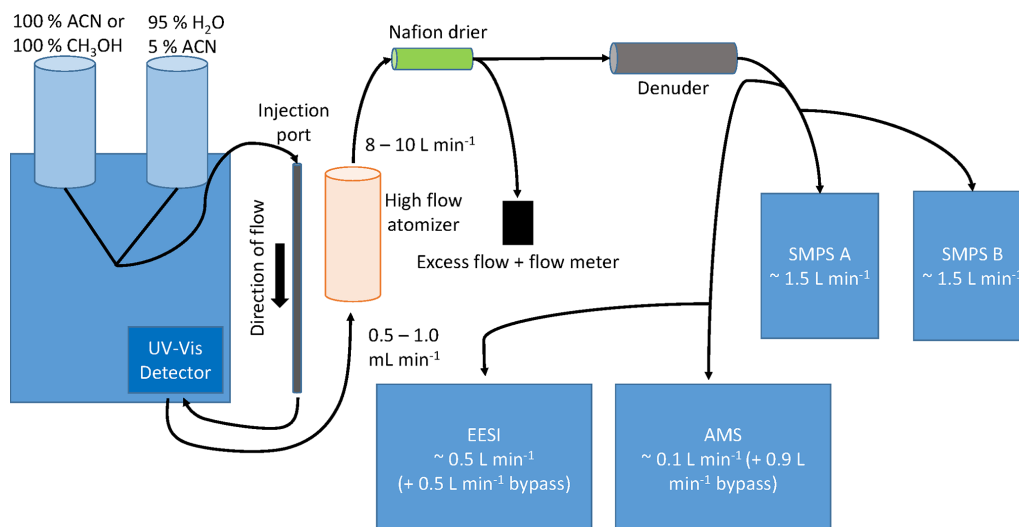 100 % ACN or
100 % CH₃OH
95 % H₂O
5 % ACN
Injection
port
Direction of flow
UV-Vis
Detector
8 – 10 L min⁻¹
High flow
atomizer
0.5 – 1.0
mL min⁻¹
Nafion drier
Excess flow + flow meter
Denuder
SMPS A
~ 1.5 L min⁻¹
SMPS B
~ 1.5 L min⁻¹
EESI
~ 0.5 L min⁻¹
(+ 0.5 L min⁻¹ bypass)
AMS
~ 0.1 L min⁻¹ (+ 0.9 L
min⁻¹ bypass)